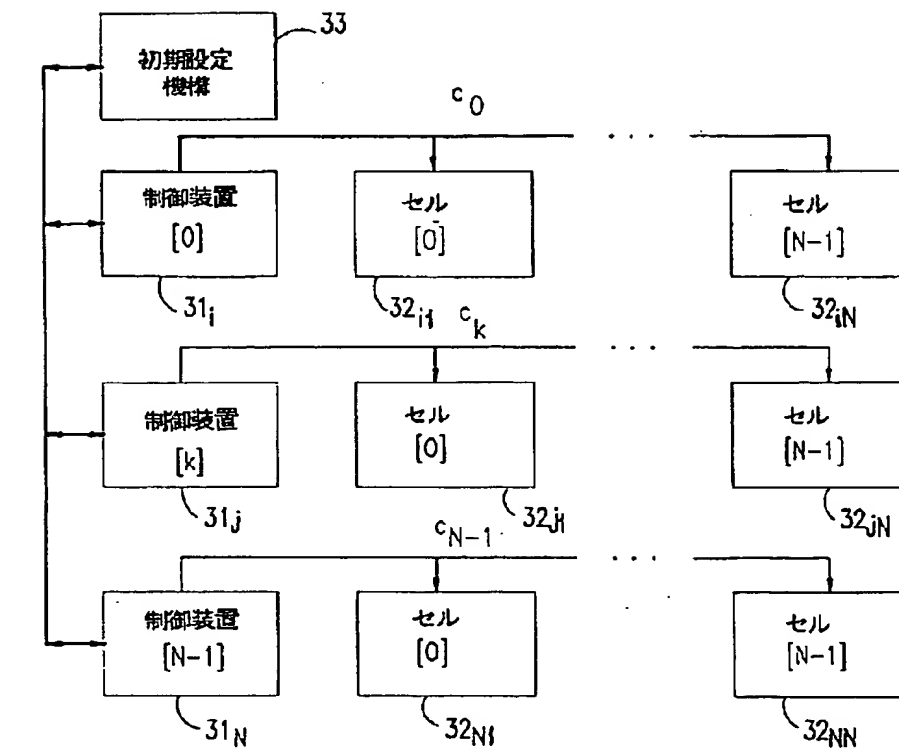 33
初期設定
機構
c0
制御装置
[0]
セル
[0]
セル
[N-1]
31i
32i1
32iN
ck
制御装置
[k]
セル
[0]
セル
[N-1]
31j
32j1
32jN
cN-1
制御装置
[N-1]
セル
[0]
セル
[N-1]
31N
32N1
32NN